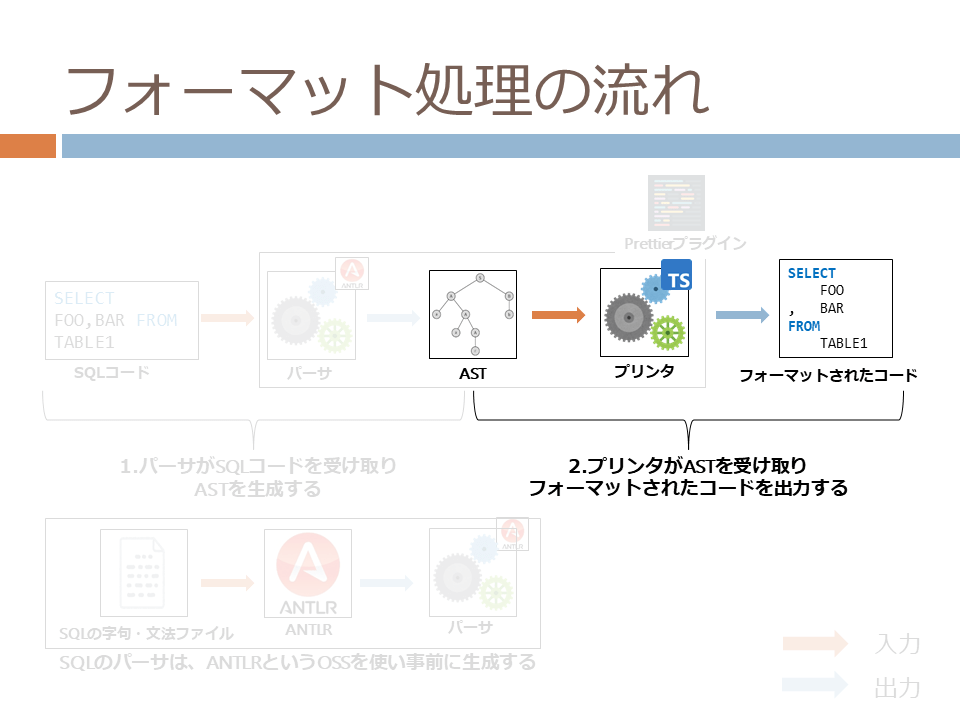 フォーマット処理の流れ
Prettierプラグイン
ANTLR
TS
SELECT
FOO,BAR FROM
TABLE1
SELECT
FOO
, BAR
FROM
TABLE1
SQLコード
パーサ
AST
プリンタ
フォーマットされたコード
1.パーサがSQLコードを受け取り
ASTを生成する
2.プリンタがASTを受け取り
フォーマットされたコードを出力する
ANTLR
ANTLR
SQLの字句・文法ファイル
ANTLR
パーサ
SQLのパーサは、ANTLRというOSSを使い事前に生成する
入力
出力